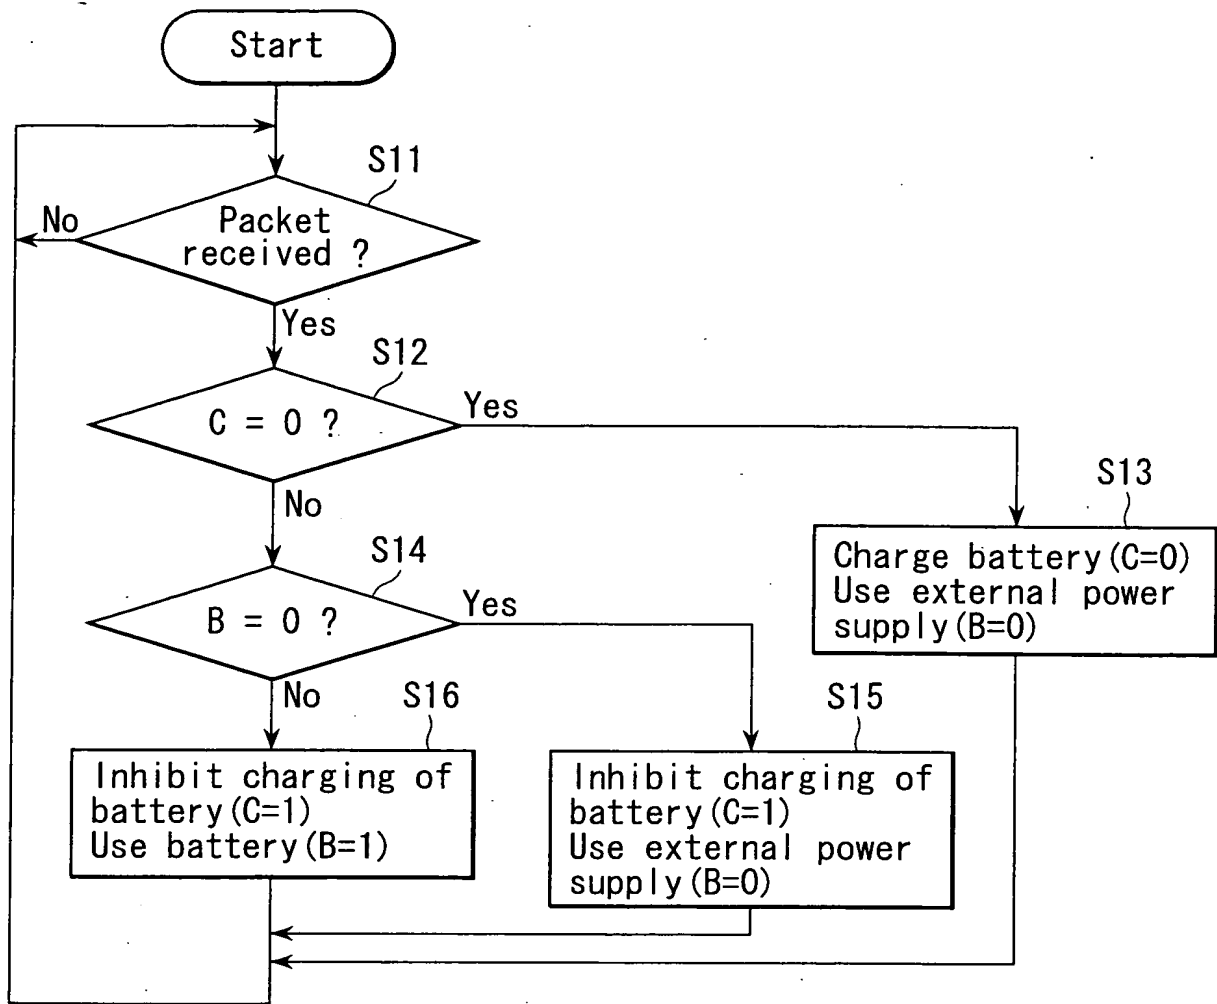 Start
S11
No
Packet
received ?
Yes
S12
C = 0 ?
Yes
No
S13
Charge battery(C=0)
Use external power
supply(B=0)
S14
B = 0 ?
Yes
No
S16
Inhibit charging of
battery(C=1)
Use battery(B=1)
S15
Inhibit charging of
battery(C=1)
Use external power
supply(B=0)